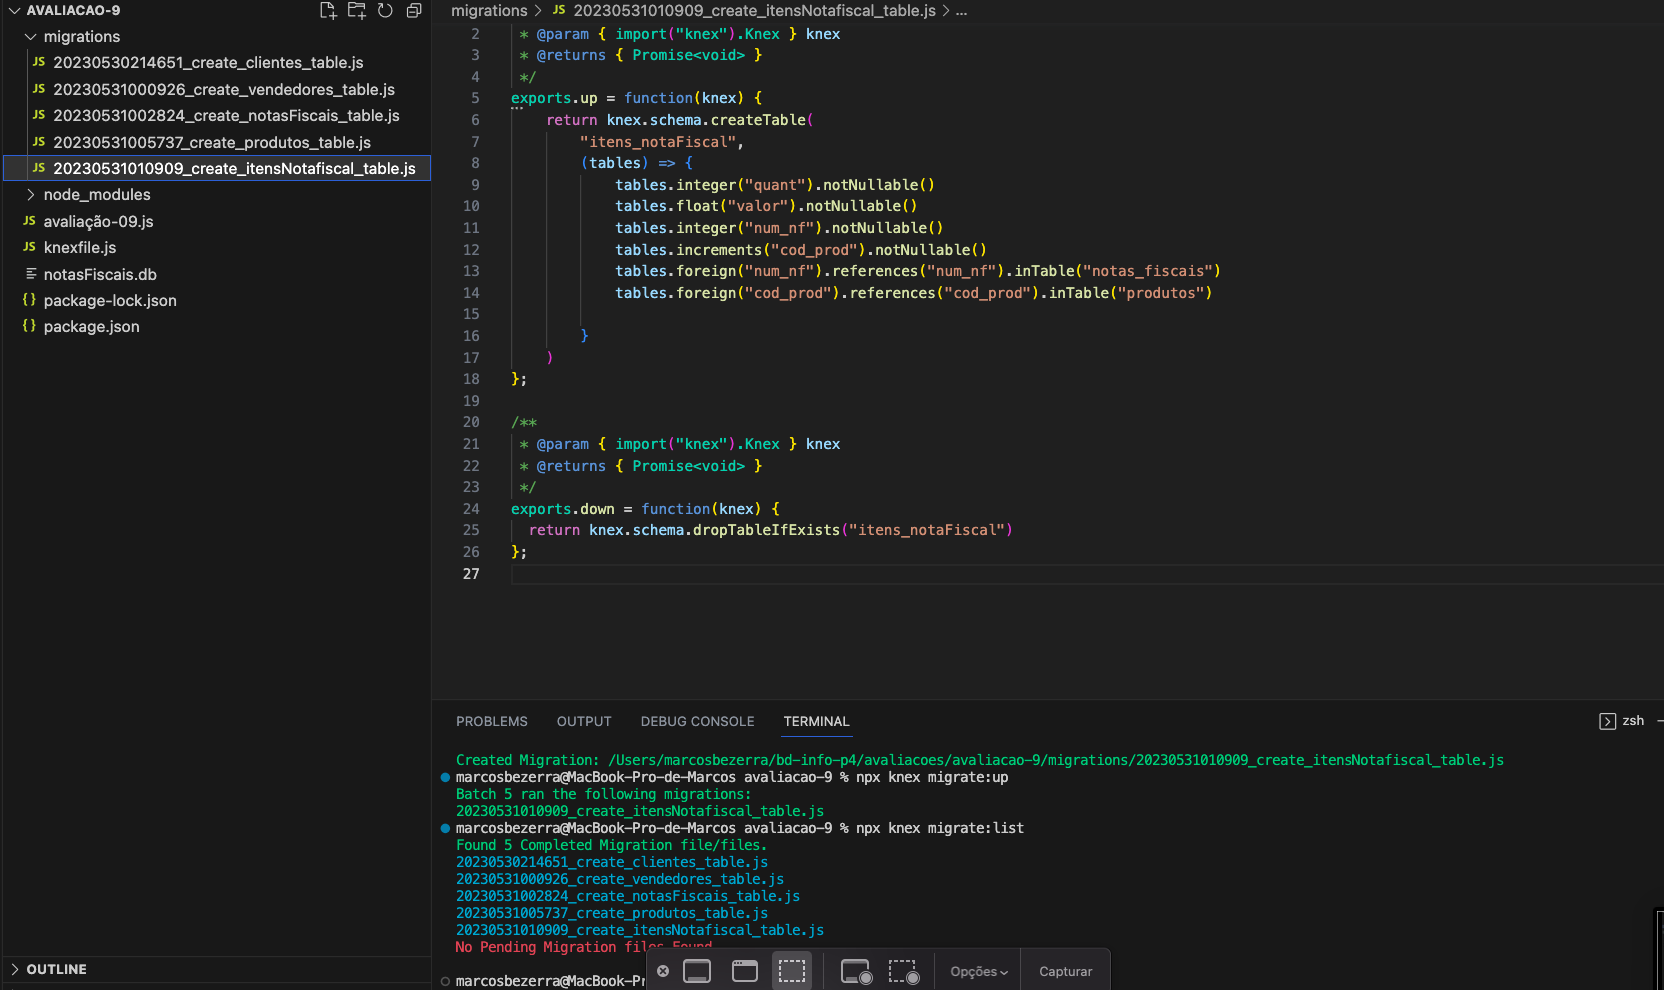 AVALIACAO-9
migrations
JS 20230530214651_create_clientes_table.js
JS 20230531000926_create_vendedores_table.js
JS 20230531002824_create_notasFiscais_table.js
JS 20230531005737_create_produtos_table.js
JS 20230531010909_create_itensNotafiscal_table.js
node_modules
JS avaliação-09.js
JS knexfile.js
notasFiscais.db
{} package-lock.json
{} package.json
OUTLINE
migrations > JS 20230531010909_create_itensNotafiscal_table.js > ...
2 * @param { import("knex").Knex } knex
3 * @returns { Promise<void> }
4 */
5 exports.up = function(knex) {
6 return knex.schema.createTable(
7 "itens_notaFiscal",
8 (tables) => {
9 tables.integer("quant").notNullable()
10 tables.float("valor").notNullable()
11 tables.integer("num_nf").notNullable()
12 tables.increments("cod_prod").notNullable()
13 tables.foreign("num_nf").references("num_nf").inTable("notas_fiscais")
14 tables.foreign("cod_prod").references("cod_prod").inTable("produtos")
15
16 }
17 )
18 };
19
20 /**
21 * @param { import("knex").Knex } knex
22 * @returns { Promise<void> }
23 */
24 exports.down = function(knex) {
25 return knex.schema.dropTableIfExists("itens_notaFiscal")
26 };
27
PROBLEMS OUTPUT DEBUG CONSOLE TERMINAL zsh
Created Migration: /Users/marcosbezerra/bd-info-p4/avaliacoes/avaliacao-9/migrations/20230531010909_create_itensNotafiscal_table.js
marcosbezerra@MacBook-Pro-de-Marcos avaliacao-9 % npx knex migrate:up
Batch 5 ran the following migrations:
20230531010909_create_itensNotafiscal_table.js
marcosbezerra@MacBook-Pro-de-Marcos avaliacao-9 % npx knex migrate:list
Found 5 Completed Migration file/files.
20230530214651_create_clientes_table.js
20230531000926_create_vendedores_table.js
20230531002824_create_notasFiscais_table.js
20230531005737_create_produtos_table.js
20230531010909_create_itensNotafiscal_table.js
No Pending Migration files Found.
marcosbezerra@MacBook-Pr
Opções Capturar